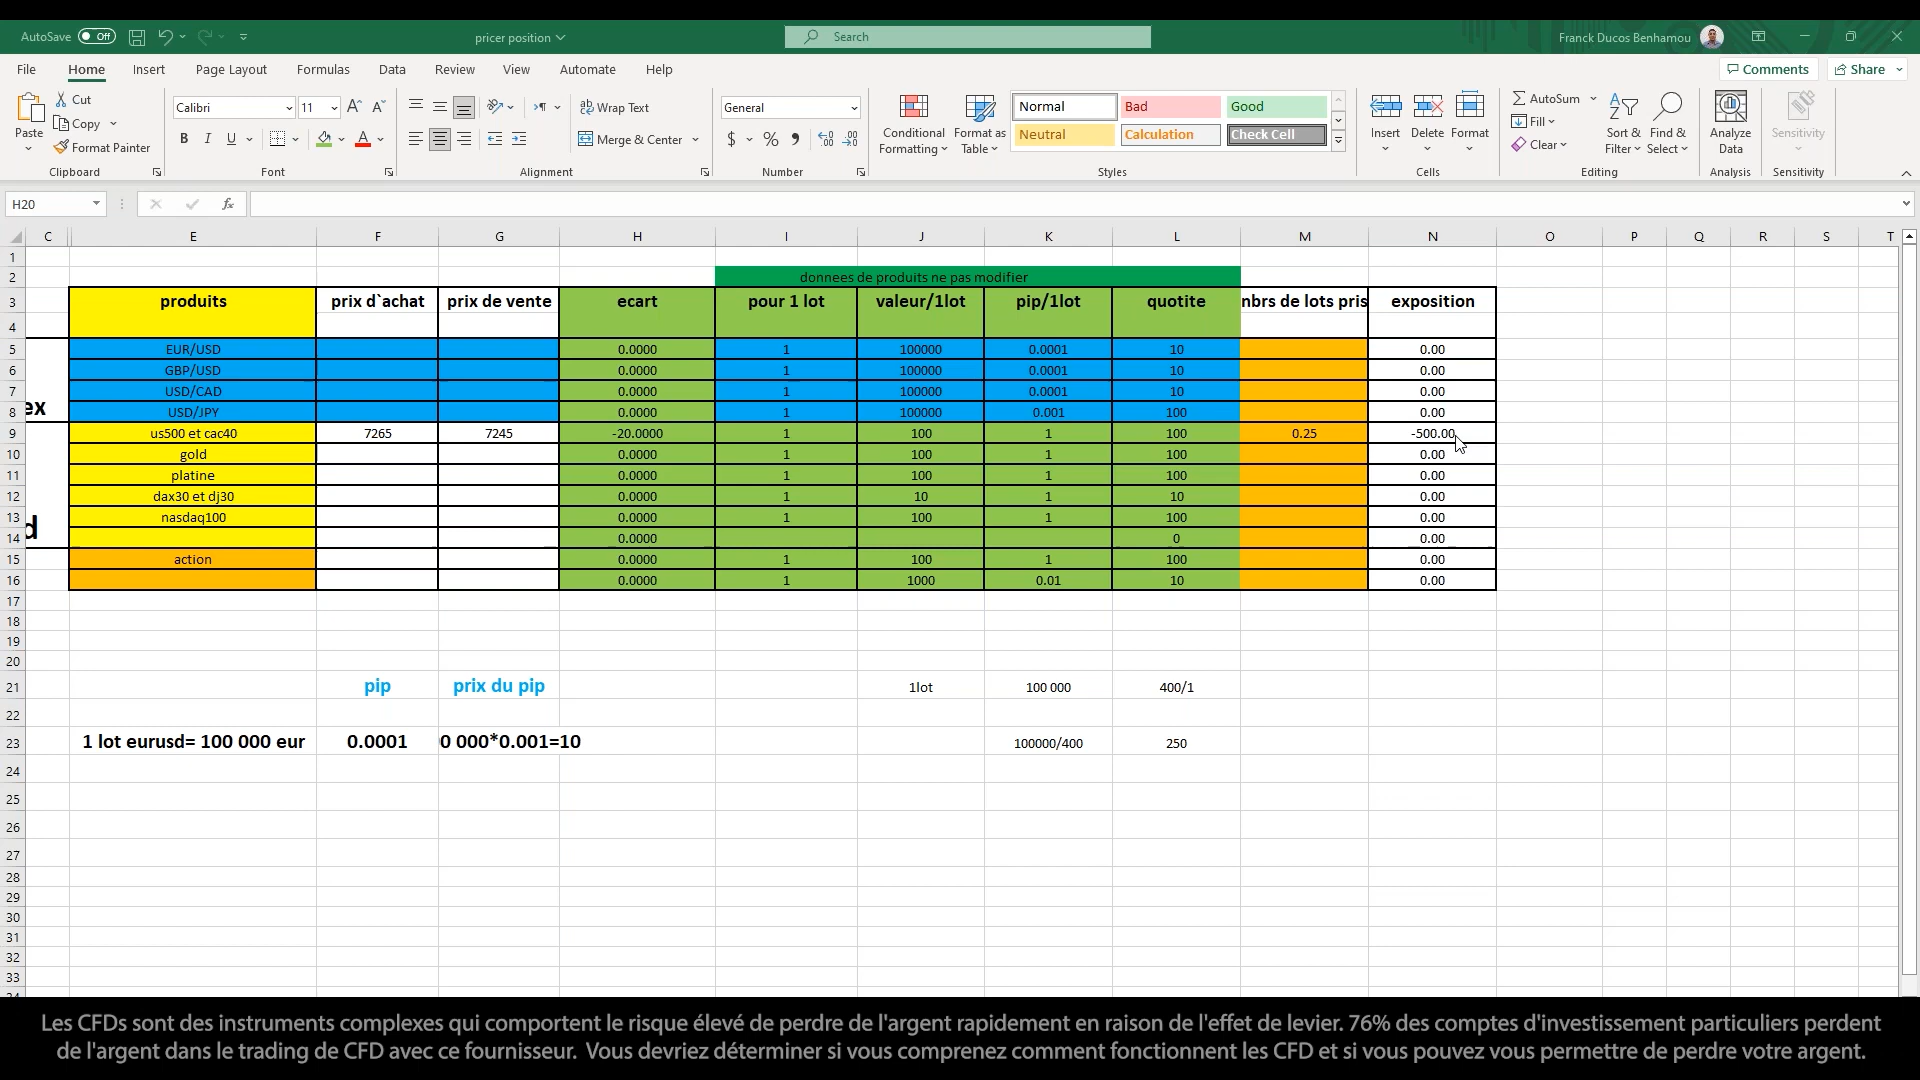 AutoSave Off pricer position Search Franck Ducos Benhamou
File Home Insert Page Layout Formulas Data Review View Automate Help Comments Share
Paste Cut Copy Format Painter
Calibri 11
B I U
Wrap Text
Merge & Center
General
$ %
Conditional Formatting Format as Table
Normal Bad Good
Neutral Calculation Check Cell
Insert Delete Format
AutoSum Fill Clear
Sort & Filter Find & Select
Analyze Data Sensitivity
Clipboard Font Alignment Number Styles Cells Editing Analysis Sensitivity
H20 fx
C E F G H I J K L M N O P Q R S T
1
2 donnees de produits ne pas modifier
3 produits prix d`achat prix de vente ecart pour 1 lot valeur/1lot pip/1lot quotite nbrs de lots pris exposition
4
5 EUR/USD 0.0000 1 100000 0.0001 10 0.00
6 GBP/USD 0.0000 1 100000 0.0001 10 0.00
7 USD/CAD 0.0000 1 100000 0.0001 10 0.00
8 ex USD/JPY 0.0000 1 100000 0.001 100 0.00
9 us500 et cac40 7265 7245 -20.0000 1 100 1 100 0.25 -500.00
10 gold 0.0000 1 100 1 100 0.00
11 platine 0.0000 1 100 1 100 0.00
12 dax30 et dj30 0.0000 1 10 1 10 0.00
13 d nasdaq100 0.0000 1 100 1 100 0.00
14 0.0000 0 0.00
15 action 0.0000 1 100 1 100 0.00
16 0.0000 1 1000 0.01 10 0.00
17
18
19
20
21 pip prix du pip 1lot 100 000 400/1
22
23 1 lot eurusd= 100 000 eur 0.0001 0 000*0.001=10 100000/400 250
24
25
26
27
28
29
30
31
32
33
34
Les CFDs sont des instruments complexes qui comportent le risque élevé de perdre de l'argent rapidement en raison de l'effet de levier. 76% des comptes d'investissement particuliers perdent
de l'argent dans le trading de CFD avec ce fournisseur. Vous devriez déterminer si vous comprenez comment fonctionnent les CFD et si vous pouvez vous permettre de perdre votre argent.